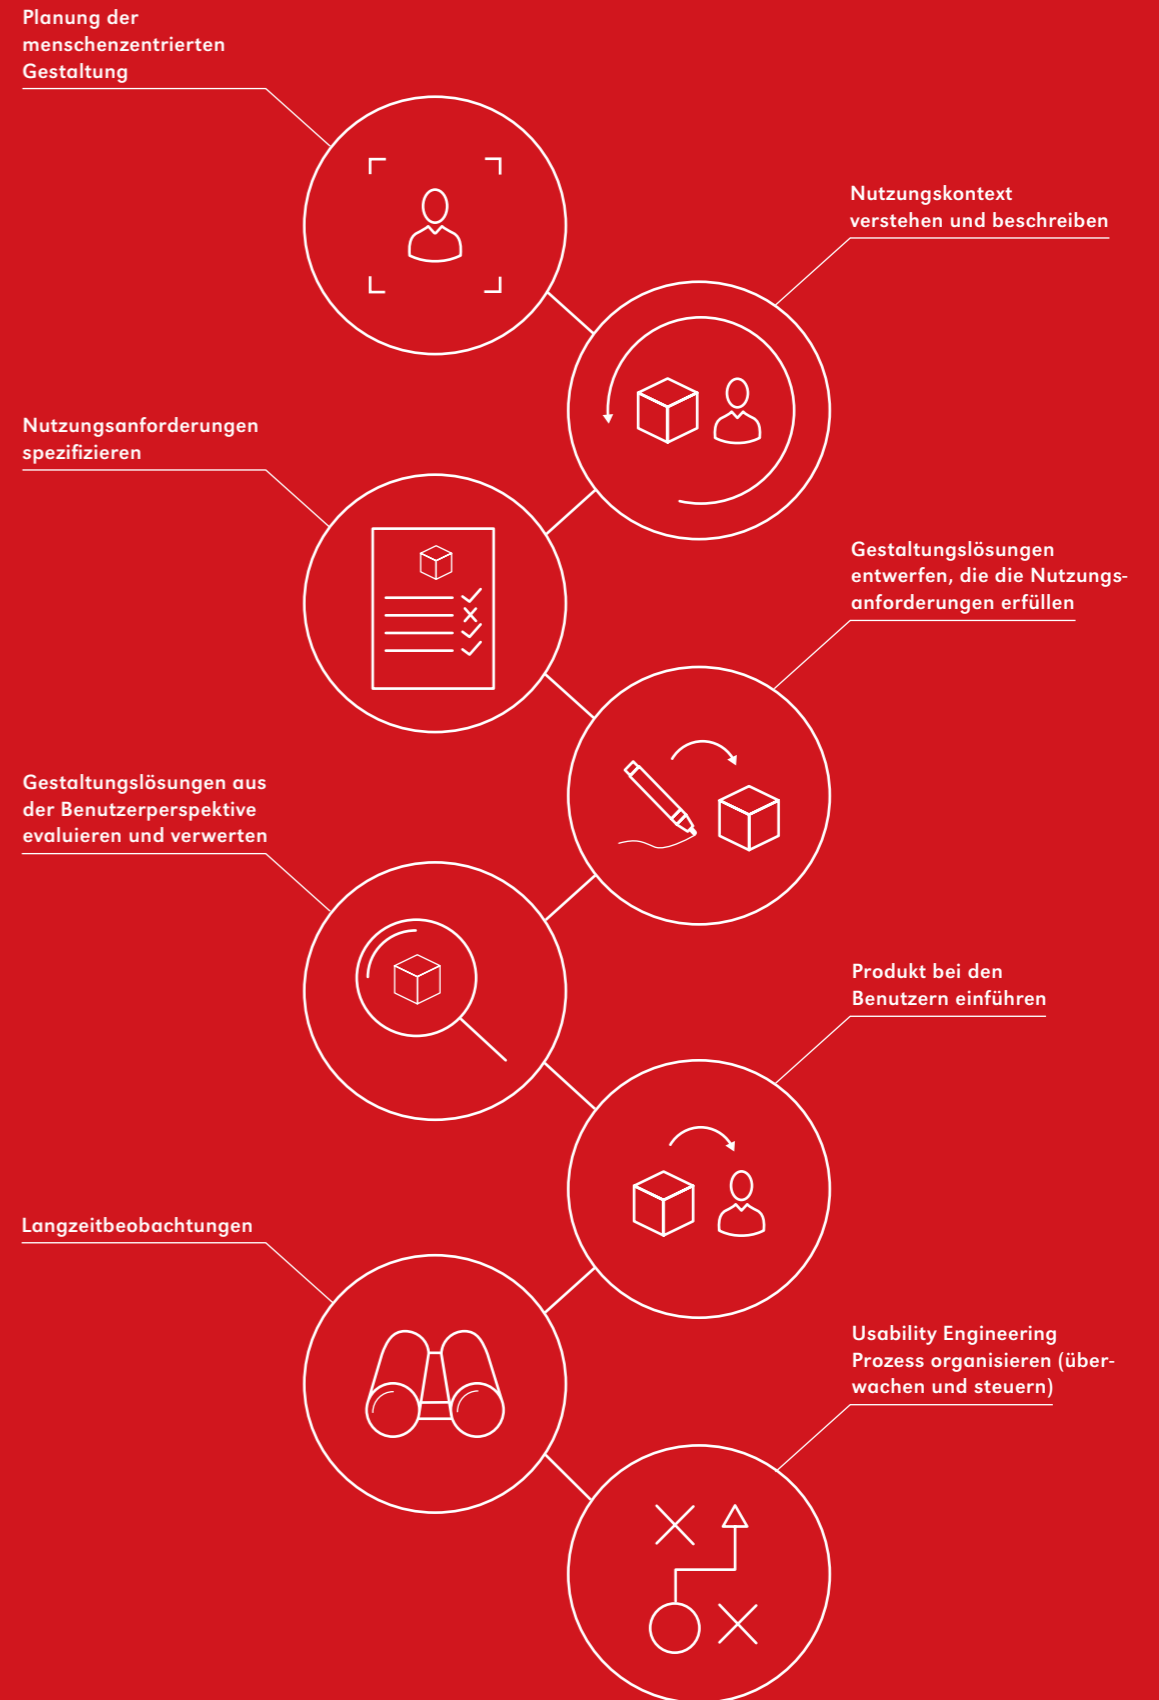 Planung der
menschenzentrierten
Gestaltung
Nutzungskontext
verstehen und beschreiben
Nutzungsanforderungen
spezifizieren
Gestaltungslösungen
entwerfen, die die Nutzungs-
anforderungen erfüllen
Gestaltungslösungen aus
der Benutzerperspektive
evaluieren und verwerten
Produkt bei den
Benutzern einführen
Langzeitbeobachtungen
Usability Engineering
Prozess organisieren (über-
wachen und steuern)